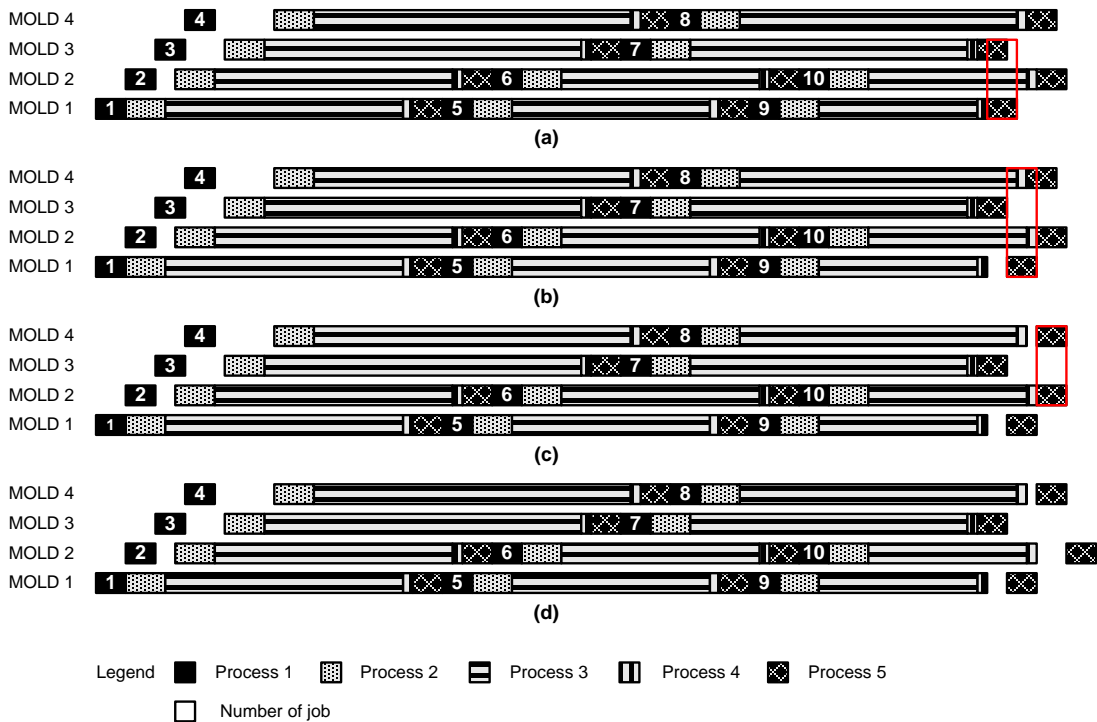 MOLD 4 4 8
MOLD 3 3 7
MOLD 2 2 6 10
MOLD 1 1 5 9
(a)
MOLD 4 4 8
MOLD 3 3 7
MOLD 2 2 6 10
MOLD 1 1 5 9
(b)
MOLD 4 4 8
MOLD 3 3 7
MOLD 2 2 6 10
MOLD 1 1 5 9
(c)
MOLD 4 4 8
MOLD 3 3 7
MOLD 2 2 6 10
MOLD 1 1 5 9
(d)
Legend Process 1 Process 2 Process 3 Process 4 Process 5
Number of job